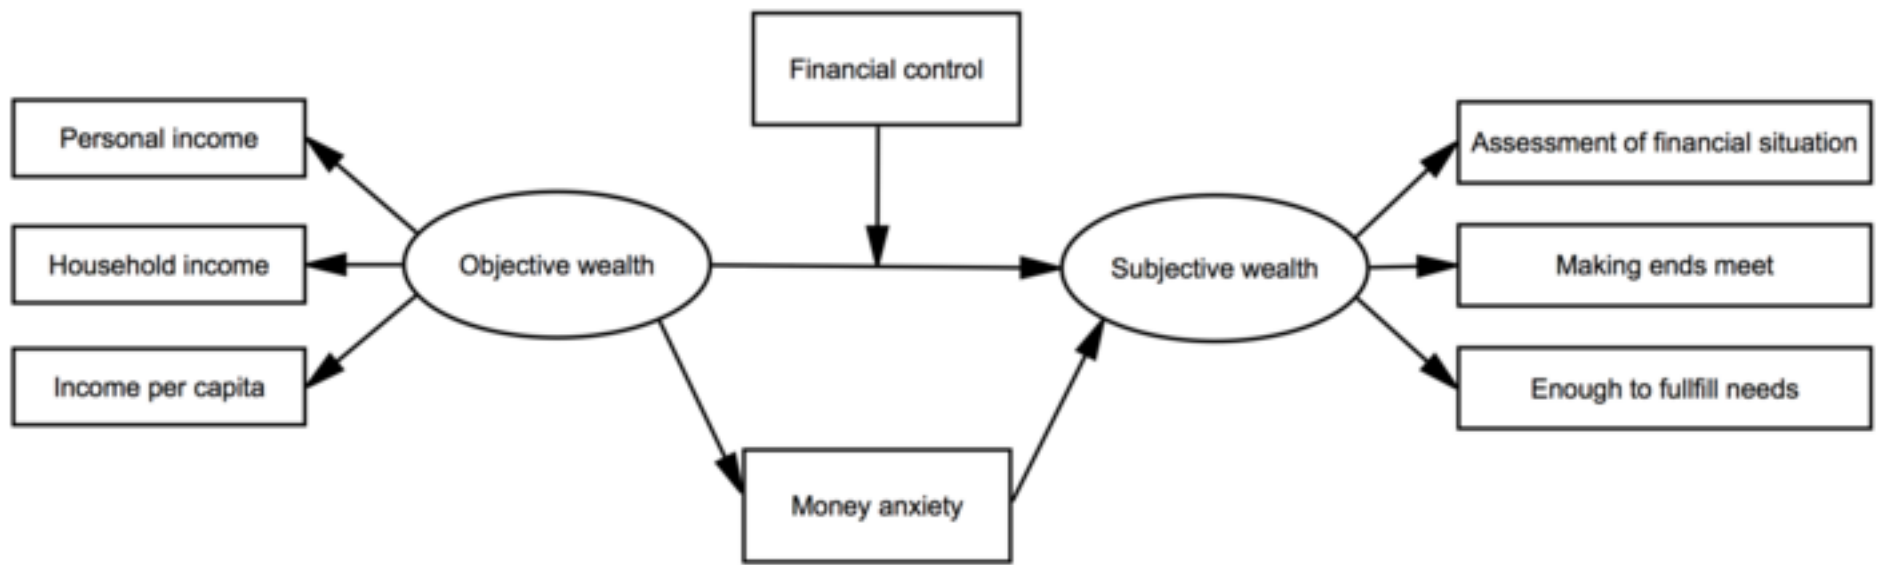 Financial control
Personal income
Household income
Income per capita
Objective wealth
Subjective wealth
Money anxiety
Assessment of financial situation
Making ends meet
Enough to fullfill needs